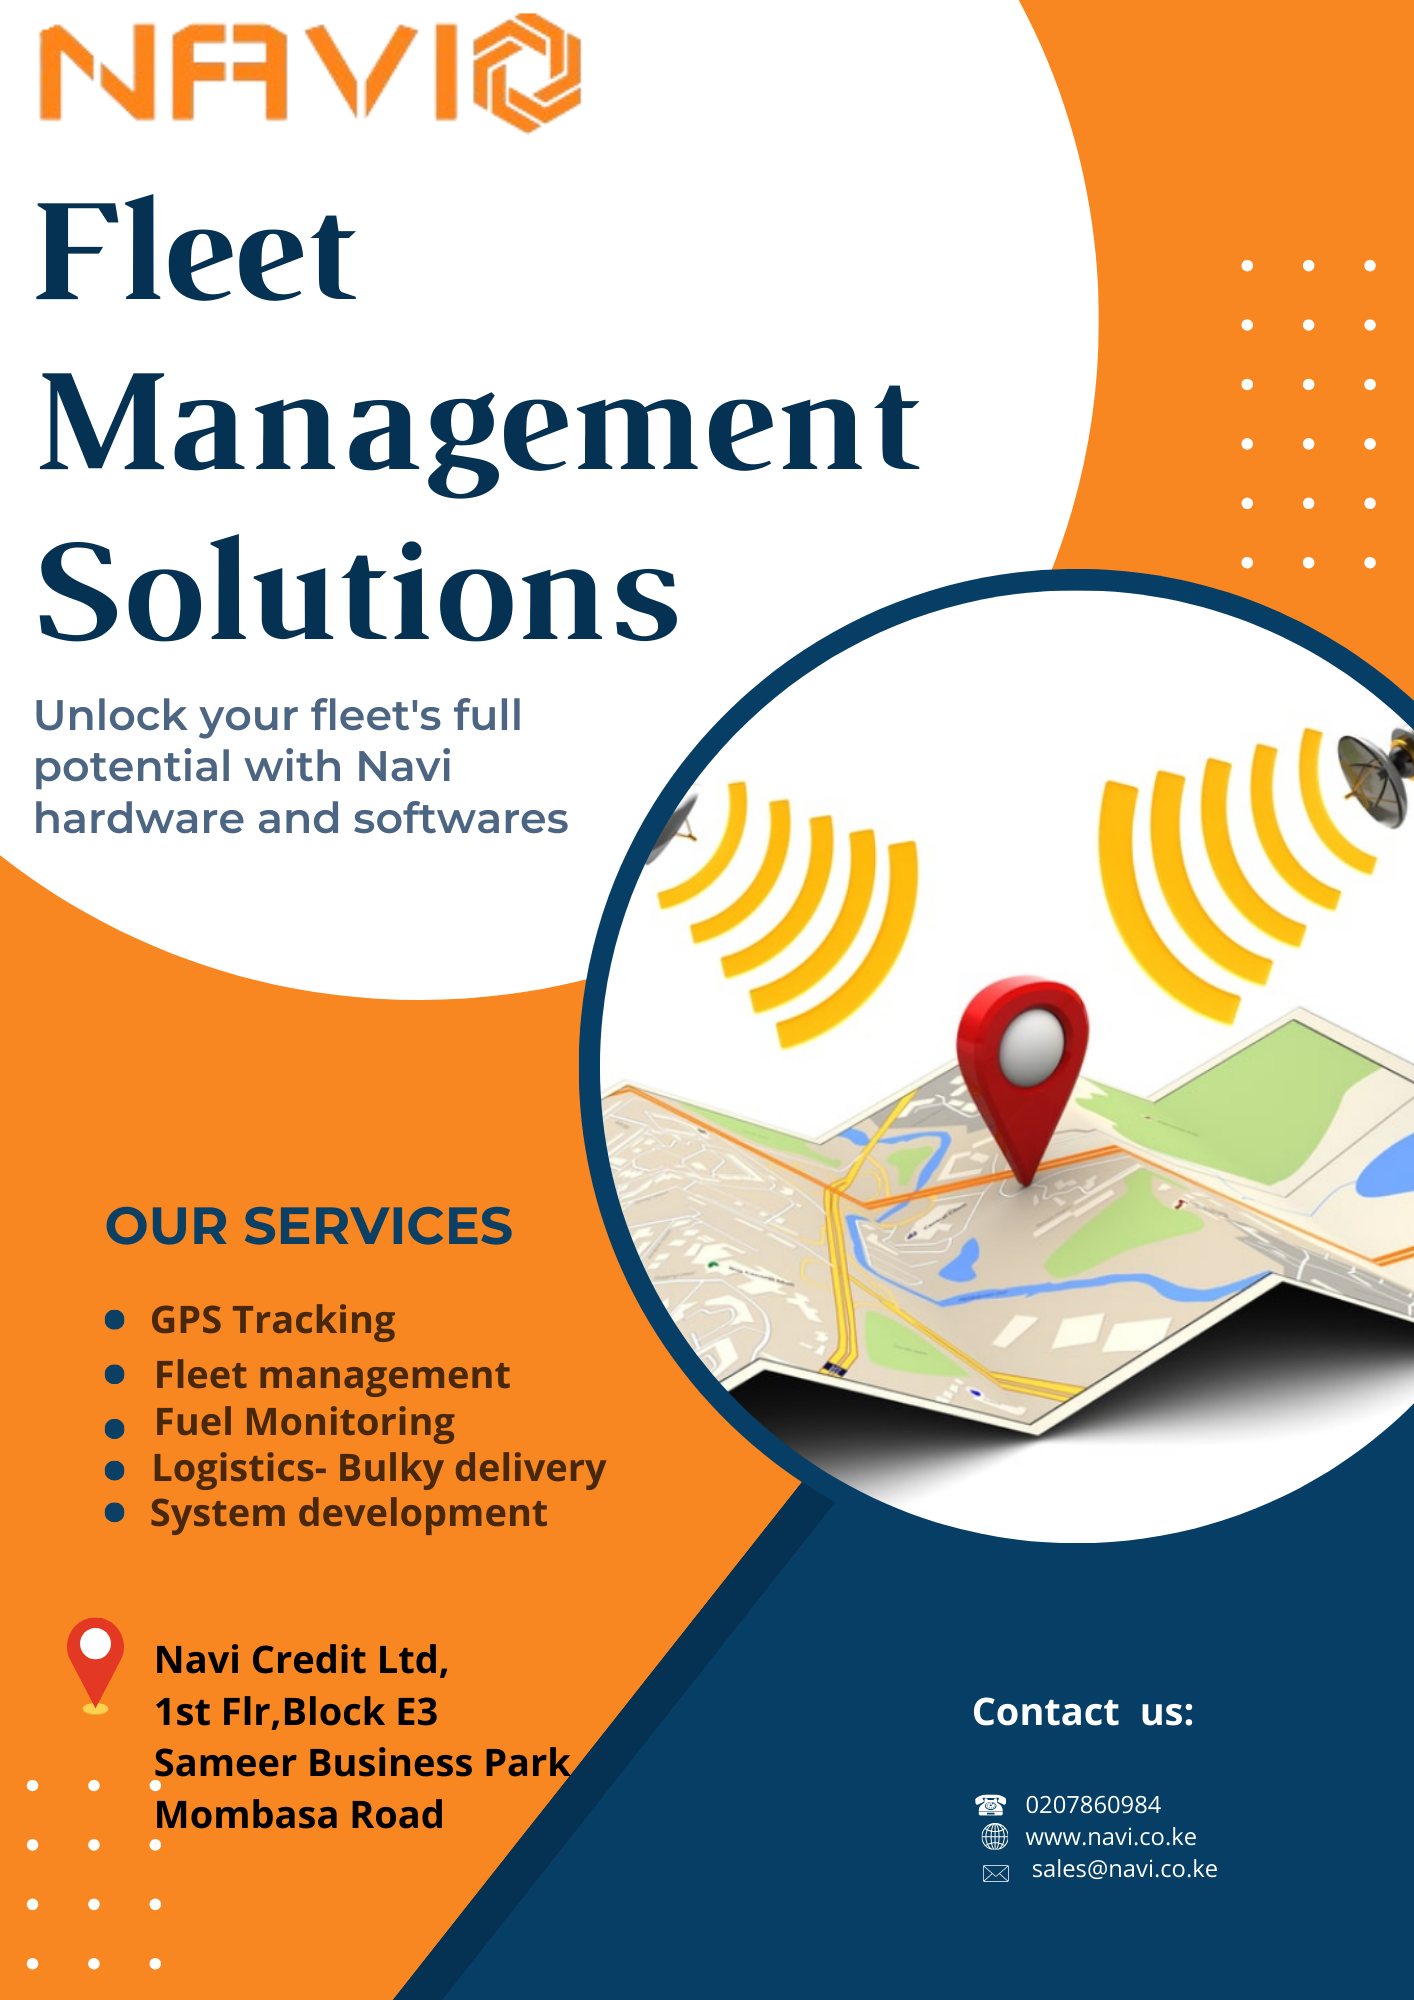 NAVI
Fleet
Management
Solutions
Unlock your fleet's full
potential with Navi
hardware and softwares
OUR SERVICES
GPS Tracking
Fleet management
Fuel Monitoring
Logistics- Bulky delivery
System development
Navi Credit Ltd,
1st Flr,Block E3
Sameer Business Park
Mombasa Road
Contact us:
0207860984
www.navi.co.ke
sales@navi.co.ke